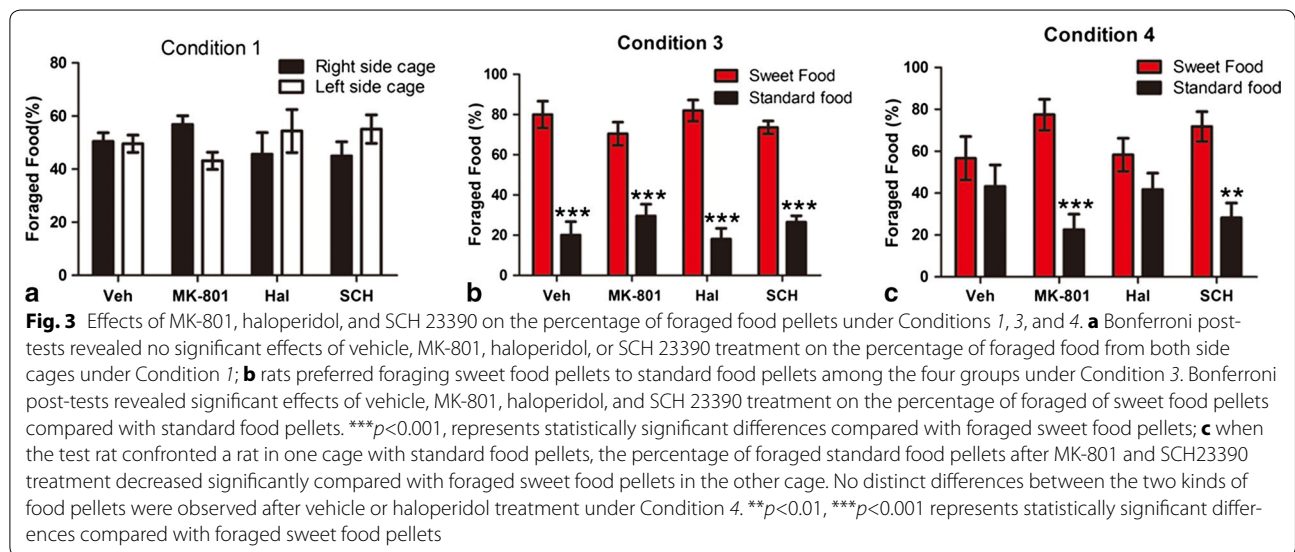 Condition 1
Right side cage
Left side cage
Foraged Food(%)
80
60
40
20
0
Veh MK-801 Hal SCH
a
Condition 3
Sweet Food
Standard food
Foraged Food (%)
100
80
60
40
20
0
*** *** *** ***
Veh MK-801 Hal SCH
b
Condition 4
Sweet Food
Standard food
Foraged Food (%)
100
80
60
40
20
0
*** **
Veh MK-801 Hal SCH
c
Fig. 3 Effects of MK-801, haloperidol, and SCH 23390 on the percentage of foraged food pellets under Conditions 1, 3, and 4. a Bonferroni post-
tests revealed no significant effects of vehicle, MK-801, haloperidol, or SCH 23390 treatment on the percentage of foraged food from both side
cages under Condition 1; b rats preferred foraging sweet food pellets to standard food pellets among the four groups under Condition 3. Bonferroni
post-tests revealed significant effects of vehicle, MK-801, haloperidol, and SCH 23390 treatment on the percentage of foraged of sweet food pellets
compared with standard food pellets. ***p<0.001, represents statistically significant differences compared with foraged sweet food pellets; c when
the test rat confronted a rat in one cage with standard food pellets, the percentage of foraged standard food pellets after MK-801 and SCH23390
treatment decreased significantly compared with foraged sweet food pellets in the other cage. No distinct differences between the two kinds of
food pellets were observed after vehicle or haloperidol treatment under Condition 4. **p<0.01, ***p<0.001 represents statistically significant differ-
ences compared with foraged sweet food pellets